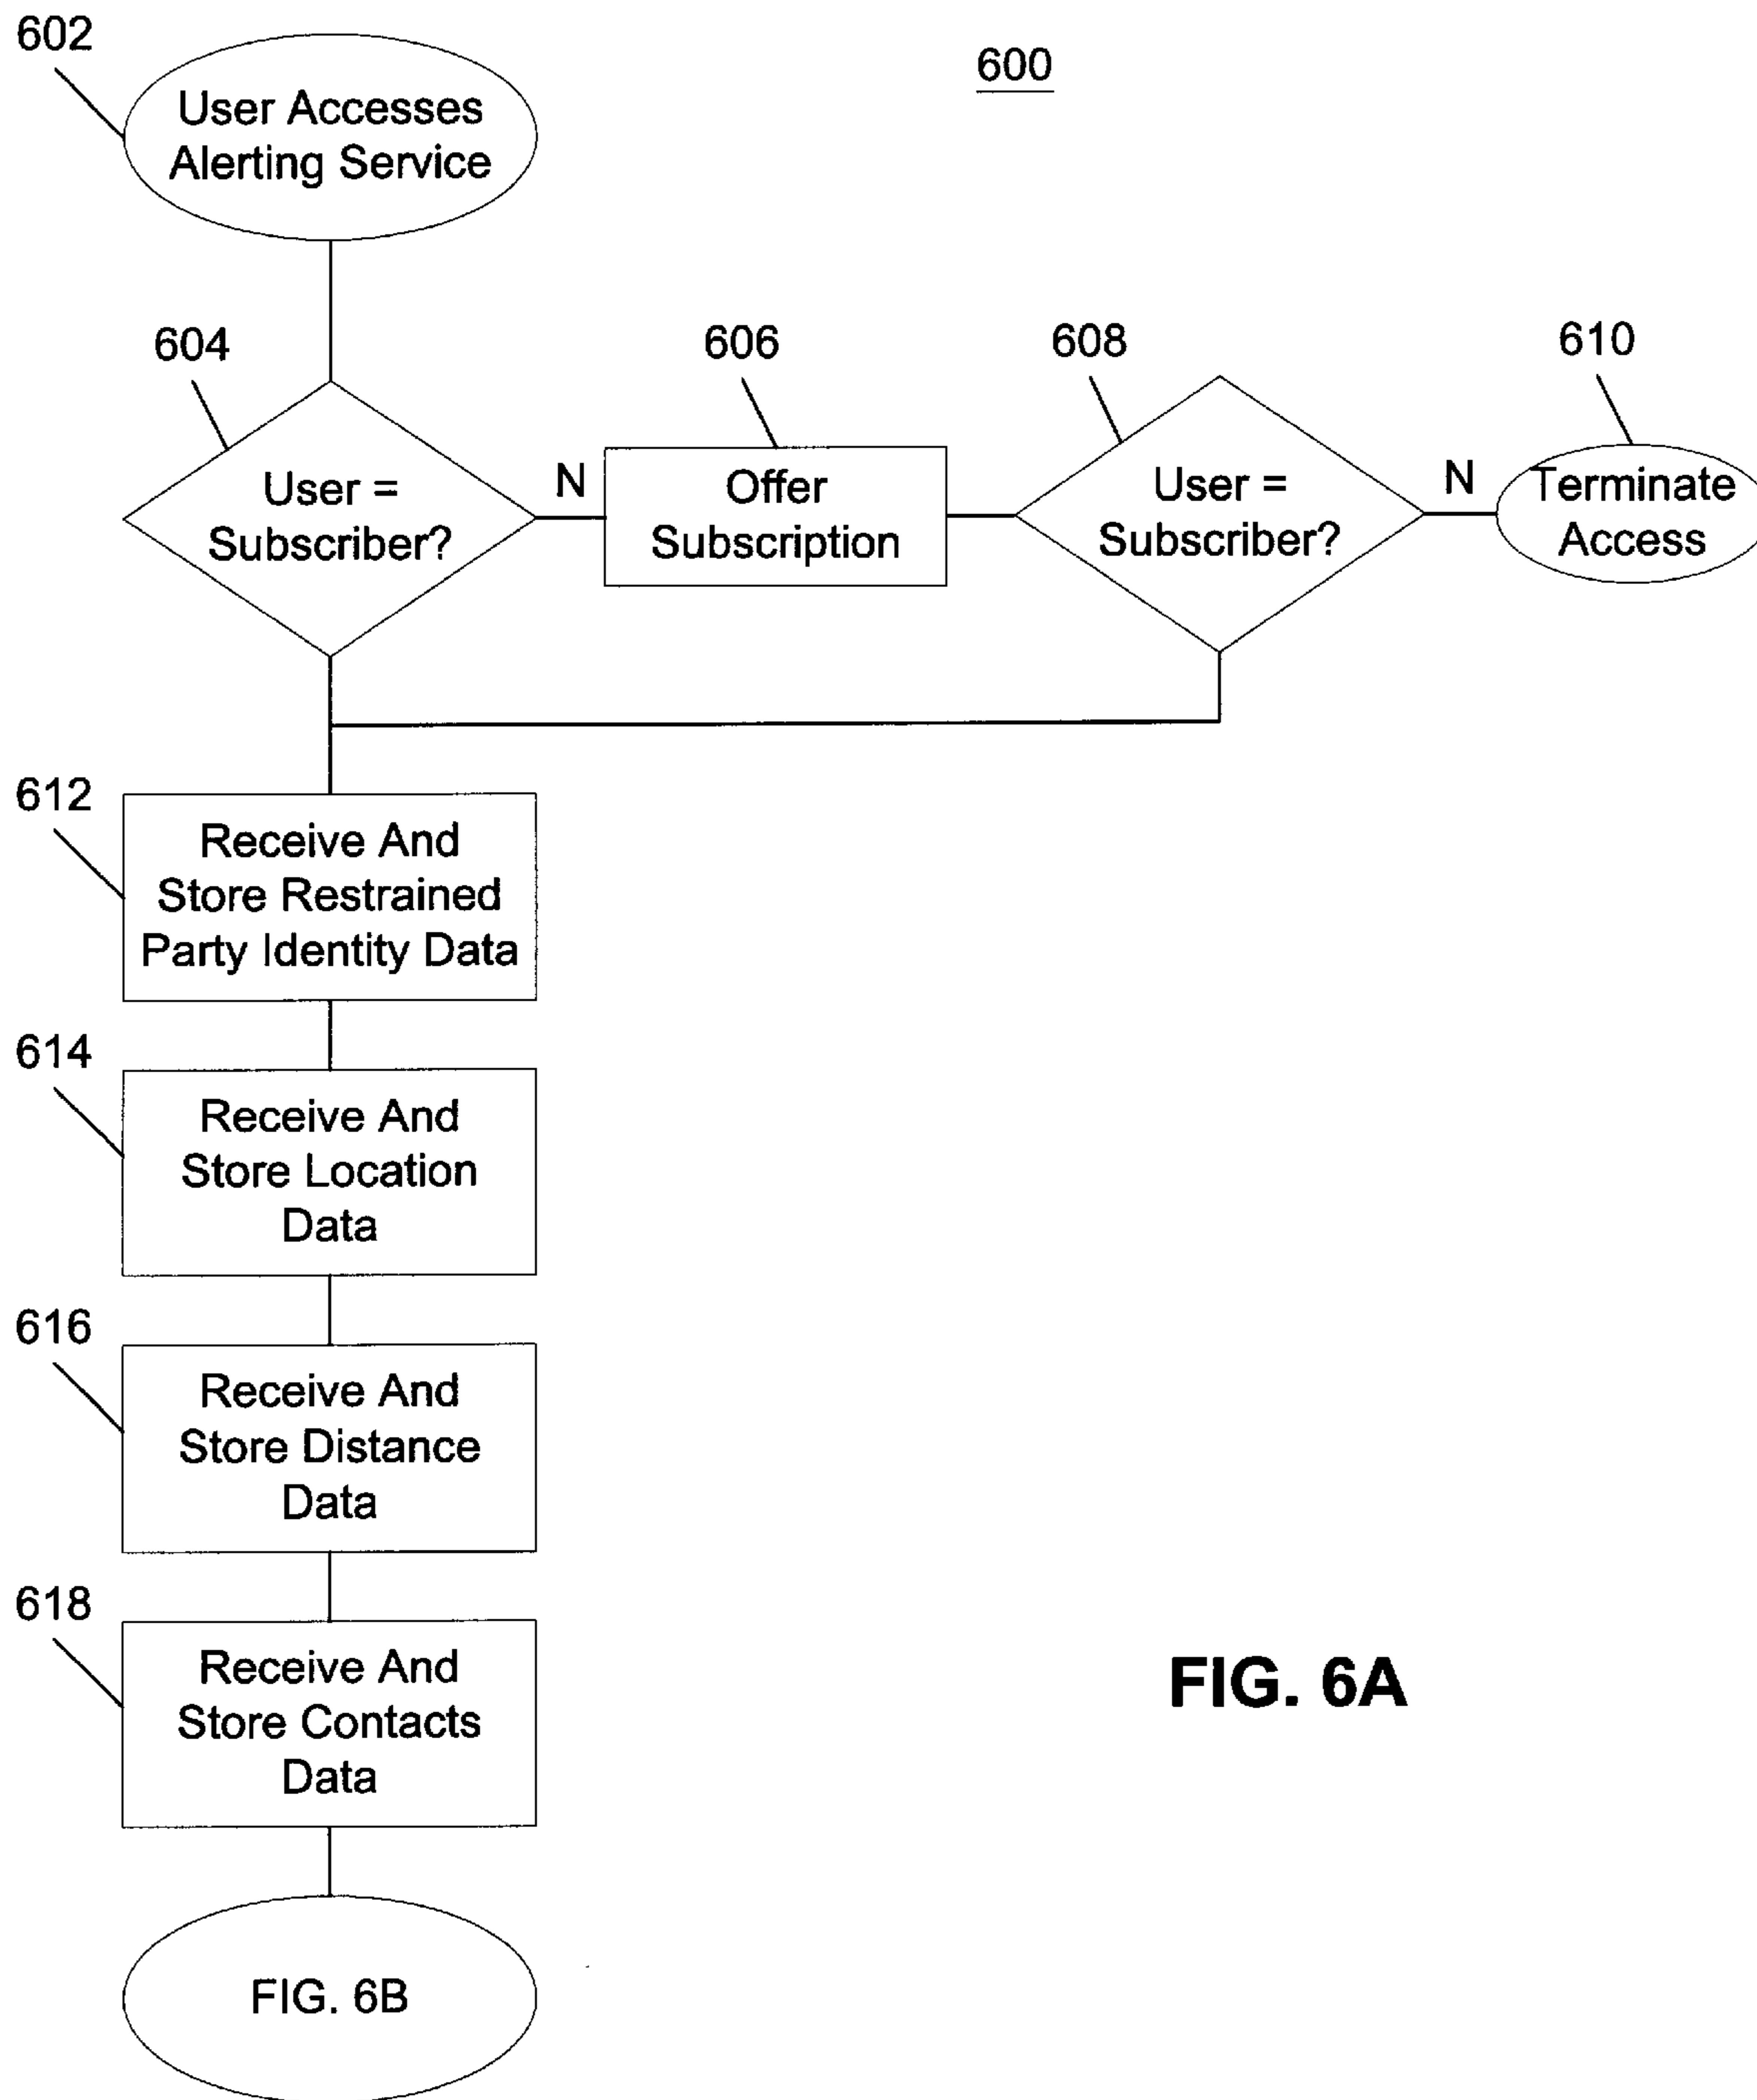 602
User Accesses
Alerting Service
600
604
User =
Subscriber?
N
606
Offer
Subscription
608
User =
Subscriber?
N
610
Terminate
Access
612
Receive And
Store Restrained
Party Identity Data
614
Receive And
Store Location
Data
616
Receive And
Store Distance
Data
618
Receive And
Store Contacts
Data
FIG. 6B
FIG. 6A